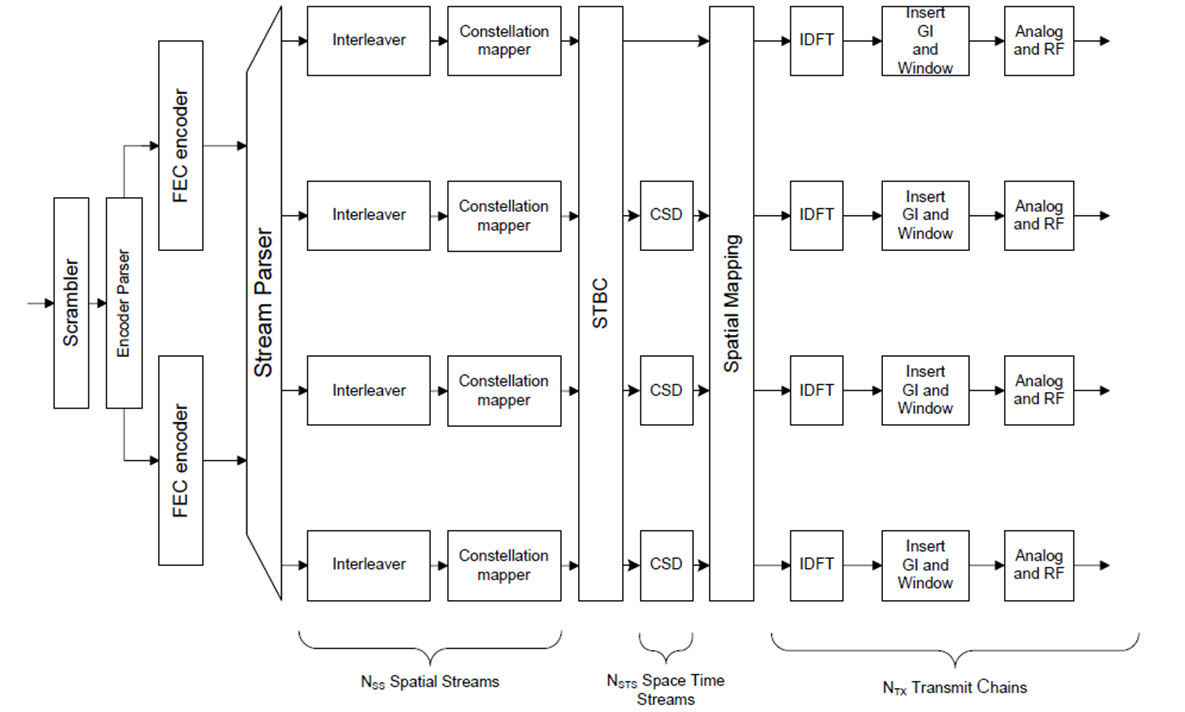 Scrambler
Encoder Parser
FEC encoder
FEC encoder
Stream Parser
Interleaver
Constellation
mapper
Interleaver
Constellation
mapper
Interleaver
Constellation
mapper
Interleaver
Constellation
mapper
STBC
CSD
CSD
CSD
Spatial Mapping
IDFT
Insert
GI
and
Window
Analog
and RF
IDFT
Insert
GI and
Window
Analog
and RF
IDFT
Insert
GI and
Window
Analog
and RF
IDFT
Insert
GI and
Window
Analog
and RF
NSS Spatial Streams
NSTS Space Time
Streams
NTX Transmit Chains